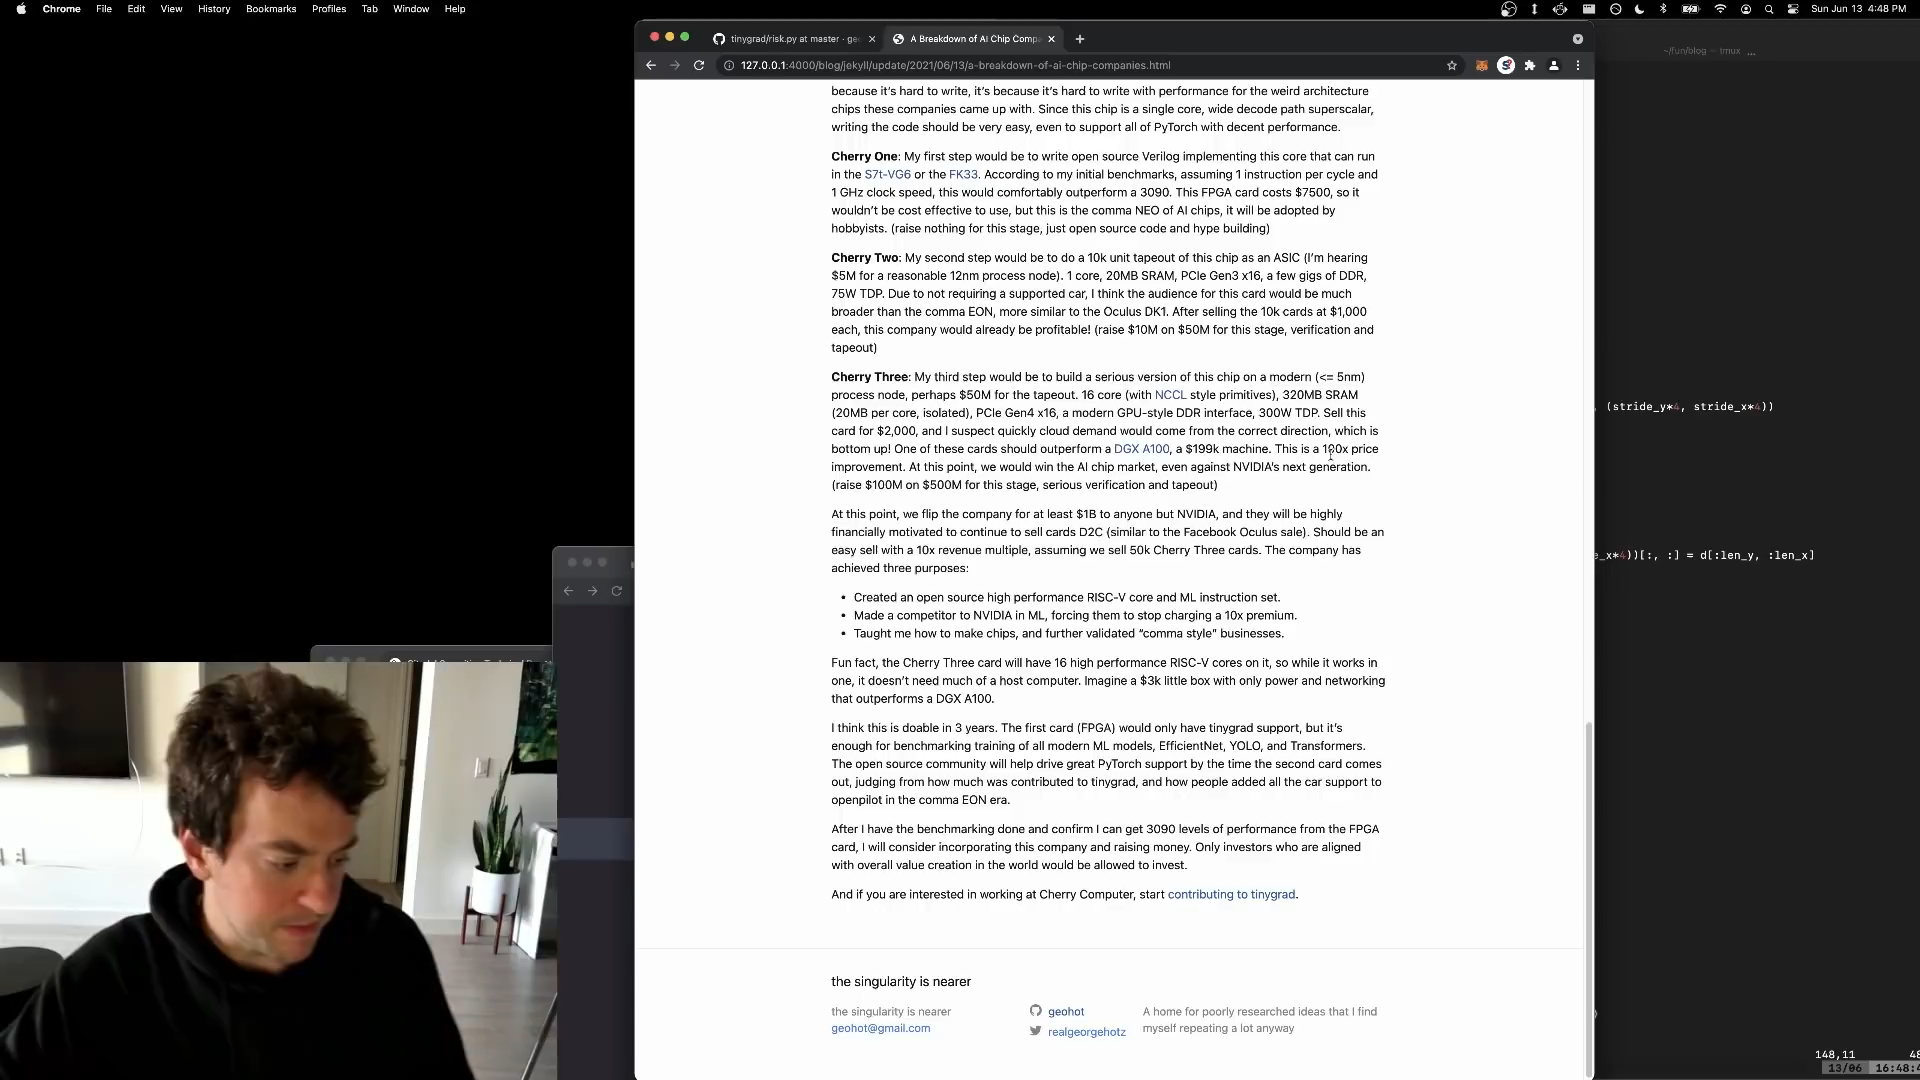 Chrome File Edit View History Bookmarks Profiles Tab Window Help
Sun Jun 13 4:48 PM
tinygrad/risk.py at master · ge
A Breakdown of AI Chip Comp
~/fun/blog — tmux ...
127.0.0.1:4000/blog/jekyll/update/2021/06/13/a-breakdown-of-ai-chip-companies.html
because it's hard to write, it's because it's hard to write with performance for the weird architecture
chips these companies came up with. Since this chip is a single core, wide decode path superscalar,
writing the code should be very easy, even to support all of PyTorch with decent performance.
Cherry One: My first step would be to write open source Verilog implementing this core that can run
in the S7t-VG6 or the FK33. According to my initial benchmarks, assuming 1 instruction per cycle and
1 GHz clock speed, this would comfortably outperform a 3090. This FPGA card costs $7500, so it
wouldn't be cost effective to use, but this is the comma NEO of AI chips, it will be adopted by
hobbyists. (raise nothing for this stage, just open source code and hype building)
Cherry Two: My second step would be to do a 10k unit tapeout of this chip as an ASIC (I'm hearing
$5M for a reasonable 12nm process node). 1 core, 20MB SRAM, PCIe Gen3 x16, a few gigs of DDR,
75W TDP. Due to not requiring a supported car, I think the audience for this card would be much
broader than the comma EON, more similar to the Oculus DK1. After selling the 10k cards at $1,000
each, this company would already be profitable! (raise $10M on $50M for this stage, verification and
tapeout)
Cherry Three: My third step would be to build a serious version of this chip on a modern (<= 5nm)
process node, perhaps $50M for the tapeout. 16 core (with NCCL style primitives), 320MB SRAM
(20MB per core, isolated), PCIe Gen4 x16, a modern GPU-style DDR interface, 300W TDP. Sell this
card for $2,000, and I suspect quickly cloud demand would come from the correct direction, which is
bottom up! One of these cards should outperform a DGX A100, a $199k machine. This is a 100x price
improvement. At this point, we would win the AI chip market, even against NVIDIA's next generation.
(raise $100M on $500M for this stage, serious verification and tapeout)
At this point, we flip the company for at least $1B to anyone but NVIDIA, and they will be highly
financially motivated to continue to sell cards D2C (similar to the Facebook Oculus sale). Should be an
easy sell with a 10x revenue multiple, assuming we sell 50k Cherry Three cards. The company has
achieved three purposes:
• Created an open source high performance RISC-V core and ML instruction set.
• Made a competitor to NVIDIA in ML, forcing them to stop charging a 10x premium.
• Taught me how to make chips, and further validated “comma style” businesses.
Fun fact, the Cherry Three card will have 16 high performance RISC-V cores on it, so while it works in
one, it doesn't need much of a host computer. Imagine a $3k little box with only power and networking
that outperforms a DGX A100.
I think this is doable in 3 years. The first card (FPGA) would only have tinygrad support, but it's
enough for benchmarking training of all modern ML models, EfficientNet, YOLO, and Transformers.
The open source community will help drive great PyTorch support by the time the second card comes
out, judging from how much was contributed to tinygrad, and how people added all the car support to
openpilot in the comma EON era.
After I have the benchmarking done and confirm I can get 3090 levels of performance from the FPGA
card, I will consider incorporating this company and raising money. Only investors who are aligned
with overall value creation in the world would be allowed to invest.
And if you are interested in working at Cherry Computer, start contributing to tinygrad.
the singularity is nearer
the singularity is nearer
geohot@gmail.com
geohot
realgeorgehotz
A home for poorly researched ideas that I find
myself repeating a lot anyway
, (stride_y*4, stride_x*4))
e_x*4))[:, :] = d[:len_y, :len_x]
148,11 48
13/06 16:48:4